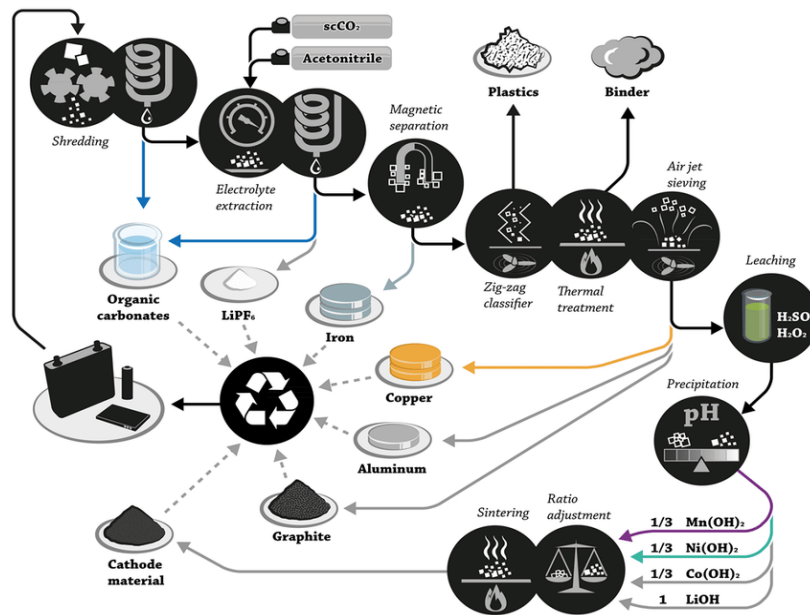 scCO₂
Acetonitrile
Shredding
Electrolyte
extraction
Magnetic
separation
Plastics
Binder
Air jet
sieving
Zig-zag
classifier
Thermal
treatment
Leaching
H₂SO
H₂O₂
Organic
carbonates
LiPF₆
Iron
Copper
Aluminum
Graphite
Cathode
material
Precipitation
pH
Sintering
Ratio
adjustment
1/3 Mn(OH)₂
1/3 Ni(OH)₂
1/3 Co(OH)₂
1 LiOH